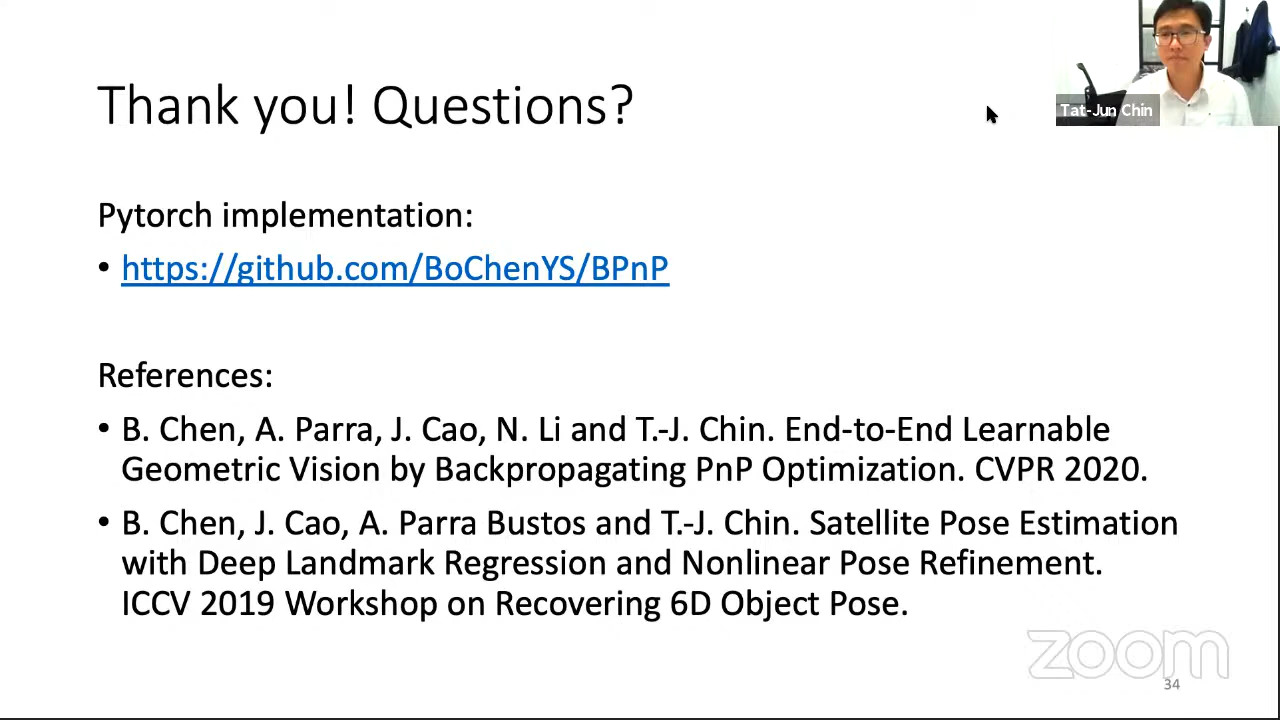 Thank you! Questions?
Tat-Jun Chin
Pytorch implementation:
• https://github.com/BoChenYS/BPnP
References:
• B. Chen, A. Parra, J. Cao, N. Li and T.-J. Chin. End-to-End Learnable
Geometric Vision by Backpropagating PnP Optimization. CVPR 2020.
• B. Chen, J. Cao, A. Parra Bustos and T.-J. Chin. Satellite Pose Estimation
with Deep Landmark Regression and Nonlinear Pose Refinement.
ICCV 2019 Workshop on Recovering 6D Object Pose.
zoom
34